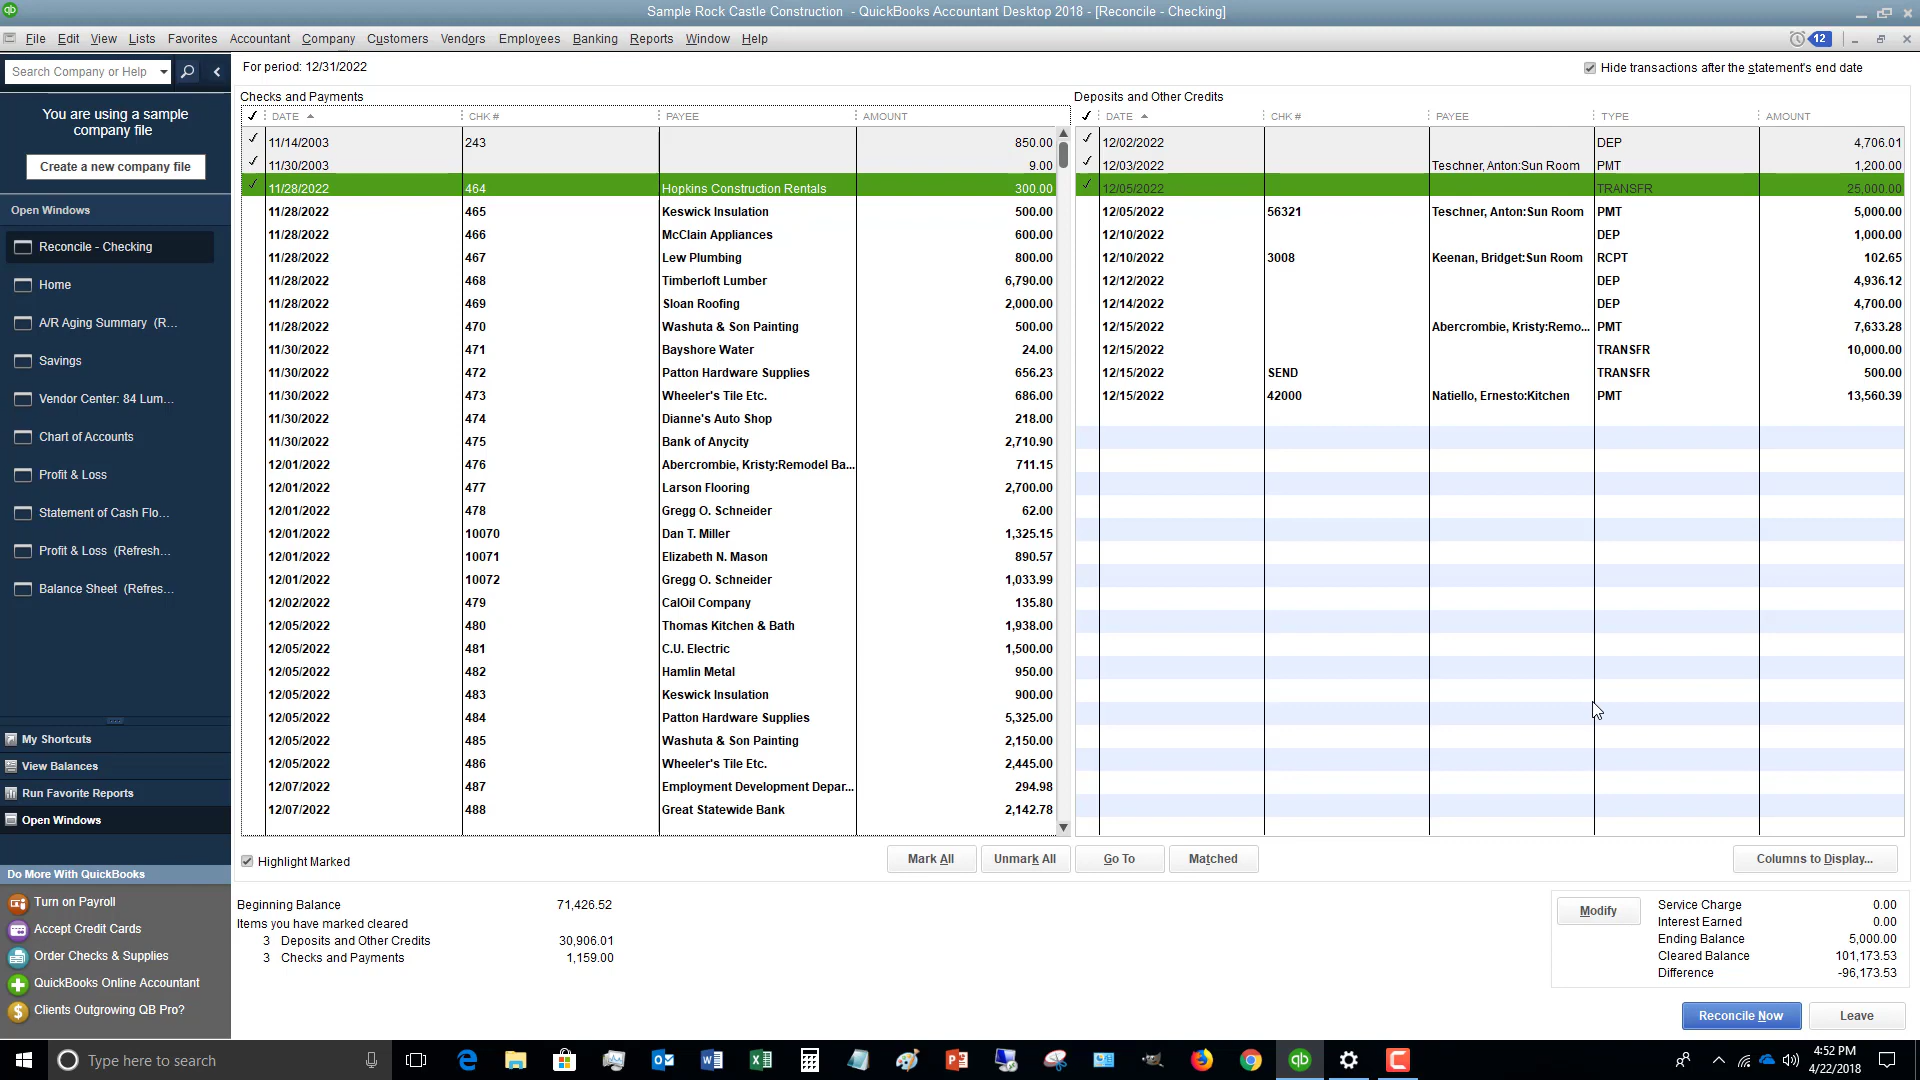 Sample Rock Castle Construction - QuickBooks Accountant Desktop 2018 - [Reconcile - Checking]
File Edit View Lists Favorites Accountant Company Customers Vendors Employees Banking Reports Window Help
12
Search Company or Help
You are using a sample
company file
Create a new company file
Open Windows
Reconcile - Checking
Home
A/R Aging Summary (R...
Savings
Vendor Center: 84 Lum...
Chart of Accounts
Profit & Loss
Statement of Cash Flo...
Profit & Loss (Refresh...
Balance Sheet (Refres...
My Shortcuts
View Balances
Run Favorite Reports
Open Windows
Do More With QuickBooks
Turn on Payroll
Accept Credit Cards
Order Checks & Supplies
QuickBooks Online Accountant
Clients Outgrowing QB Pro?
For period: 12/31/2022
Hide transactions after the statement's end date
Checks and Payments
DATE CHK # PAYEE AMOUNT
11/14/2003 243 850.00
11/30/2003 9.00
11/28/2022 464 Hopkins Construction Rentals 300.00
11/28/2022 465 Keswick Insulation 500.00
11/28/2022 466 McClain Appliances 600.00
11/28/2022 467 Lew Plumbing 800.00
11/28/2022 468 Timberloft Lumber 6,790.00
11/28/2022 469 Sloan Roofing 2,000.00
11/28/2022 470 Washuta & Son Painting 500.00
11/30/2022 471 Bayshore Water 24.00
11/30/2022 472 Patton Hardware Supplies 656.23
11/30/2022 473 Wheeler's Tile Etc. 686.00
11/30/2022 474 Dianne's Auto Shop 218.00
11/30/2022 475 Bank of Anycity 2,710.90
12/01/2022 476 Abercrombie, Kristy:Remodel Ba... 711.15
12/01/2022 477 Larson Flooring 2,700.00
12/01/2022 478 Gregg O. Schneider 62.00
12/01/2022 10070 Dan T. Miller 1,325.15
12/01/2022 10071 Elizabeth N. Mason 890.57
12/01/2022 10072 Gregg O. Schneider 1,033.99
12/02/2022 479 CalOil Company 135.80
12/05/2022 480 Thomas Kitchen & Bath 1,938.00
12/05/2022 481 C.U. Electric 1,500.00
12/05/2022 482 Hamlin Metal 950.00
12/05/2022 483 Keswick Insulation 900.00
12/05/2022 484 Patton Hardware Supplies 5,325.00
12/05/2022 485 Washuta & Son Painting 2,150.00
12/05/2022 486 Wheeler's Tile Etc. 2,445.00
12/07/2022 487 Employment Development Depar... 294.98
12/07/2022 488 Great Statewide Bank 2,142.78
Deposits and Other Credits
DATE CHK # PAYEE TYPE AMOUNT
12/02/2022 DEP 4,706.01
12/03/2022 Teschner, Anton:Sun Room PMT 1,200.00
12/05/2022 TRANSFR 25,000.00
12/05/2022 56321 Teschner, Anton:Sun Room PMT 5,000.00
12/10/2022 DEP 1,000.00
12/10/2022 3008 Keenan, Bridget:Sun Room RCPT 102.65
12/12/2022 DEP 4,936.12
12/14/2022 DEP 4,700.00
12/15/2022 Abercrombie, Kristy:Remo... PMT 7,633.28
12/15/2022 TRANSFR 10,000.00
12/15/2022 SEND TRANSFR 500.00
12/15/2022 42000 Natiello, Ernesto:Kitchen PMT 13,560.39
Highlight Marked
Mark All Unmark All Go To Matched Columns to Display...
Beginning Balance 71,426.52
Items you have marked cleared
3 Deposits and Other Credits 30,906.01
3 Checks and Payments 1,159.00
Modify
Service Charge 0.00
Interest Earned 0.00
Ending Balance 5,000.00
Cleared Balance 101,173.53
Difference -96,173.53
Reconcile Now Leave
Type here to search
4:52 PM
4/22/2018